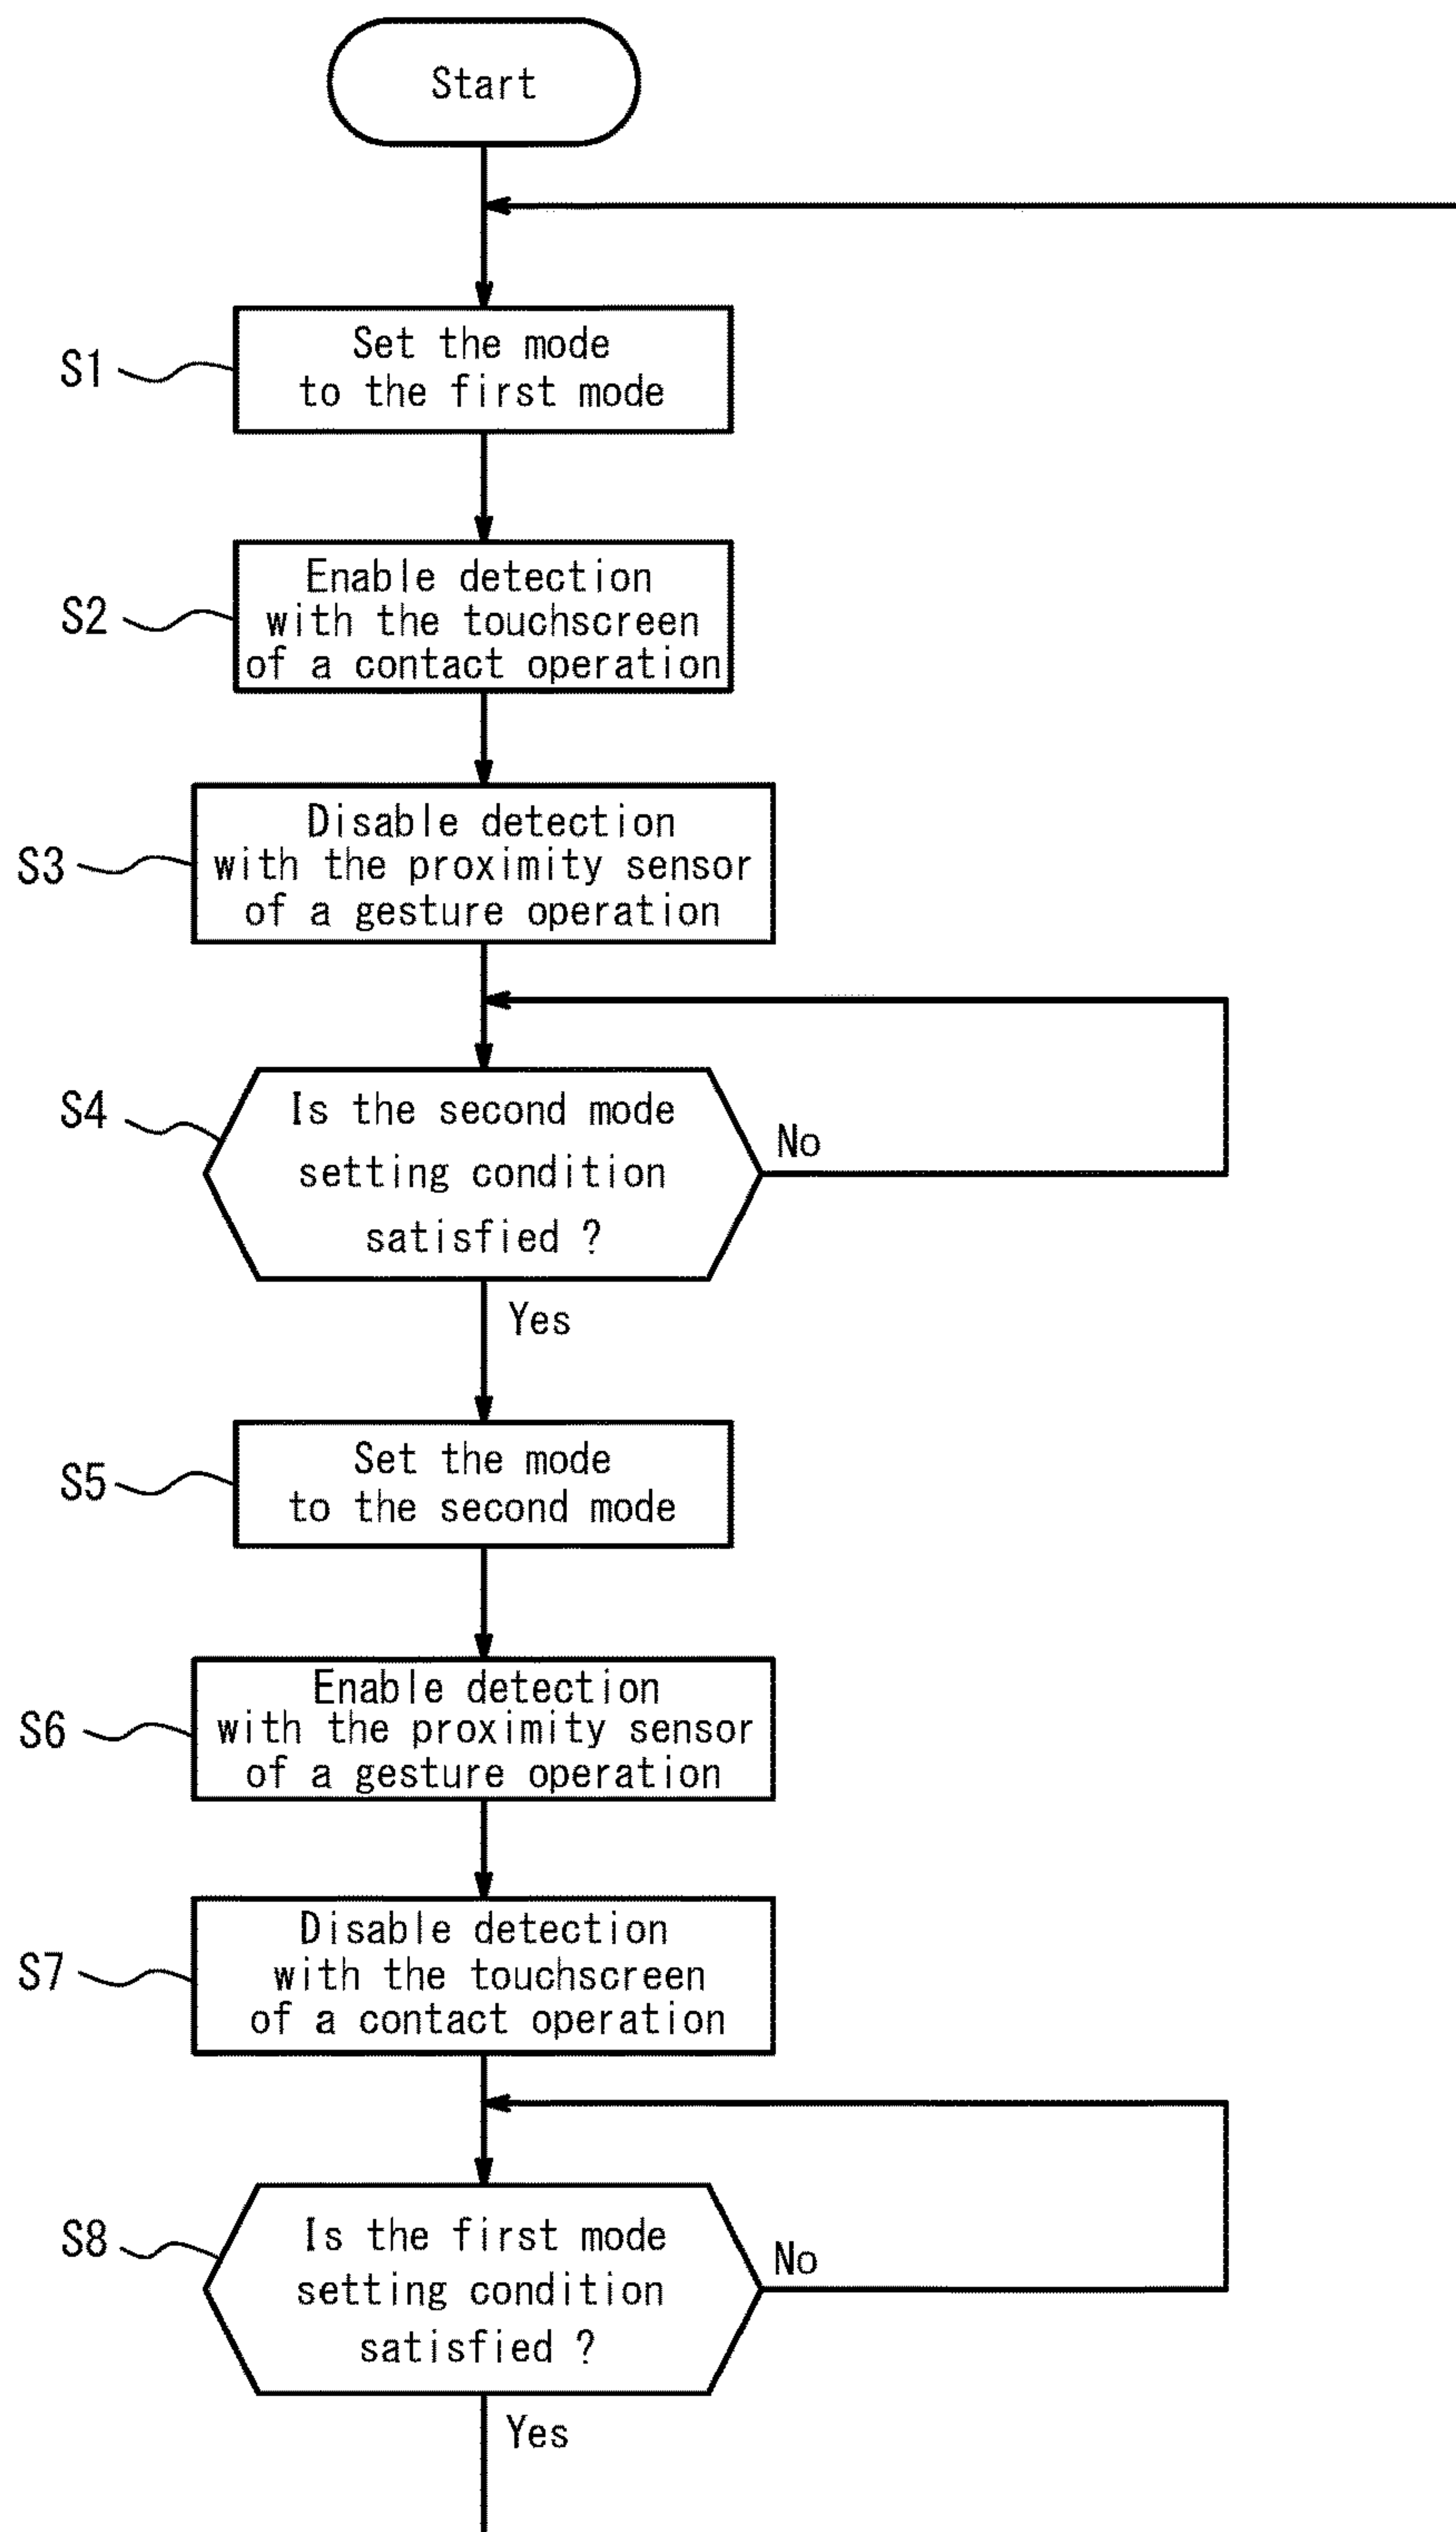 Start
S1
Set the mode
to the first mode
S2
Enable detection
with the touchscreen
of a contact operation
S3
Disable detection
with the proximity sensor
of a gesture operation
S4
Is the second mode
setting condition
satisfied ?
No
Yes
S5
Set the mode
to the second mode
S6
Enable detection
with the proximity sensor
of a gesture operation
S7
Disable detection
with the touchscreen
of a contact operation
S8
Is the first mode
setting condition
satisfied ?
No
Yes